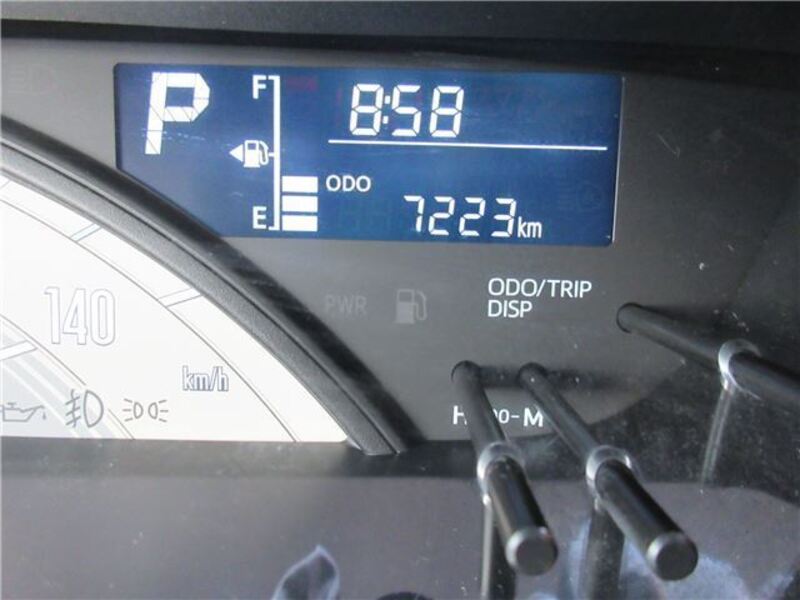 P
F
8:58
ODO
E
7223km
ODO/TRIP
DISP
PWR
140
km/h
M